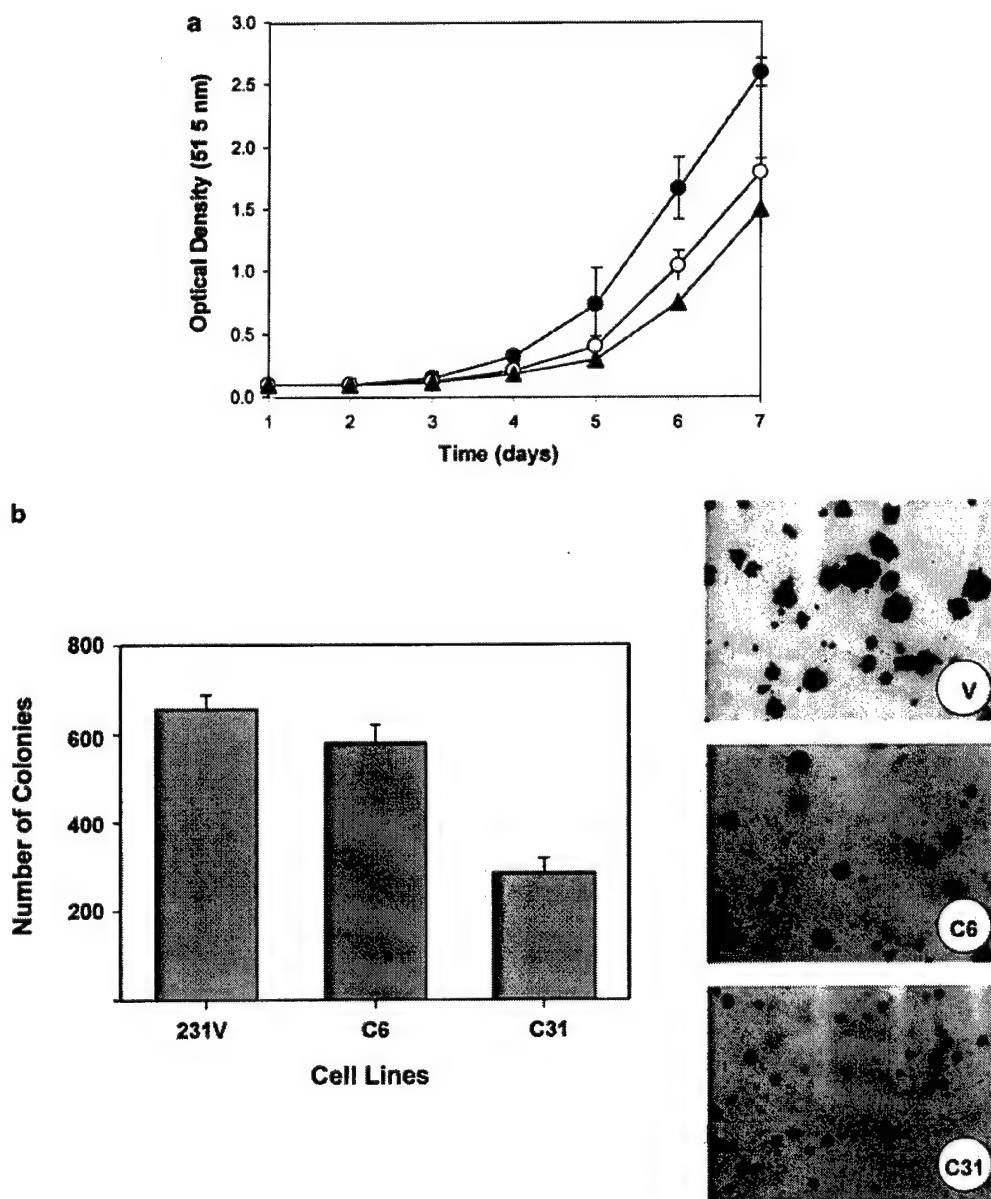 a
3.0
2.5
2.0
1.5
1.0
0.5
0.0
Optical Density (51 5 nm)
1 2 3 4 5 6 7
Time (days)
b
800
600
400
200
Number of Colonies
231V C6 C31
Cell Lines
V
C6
C31